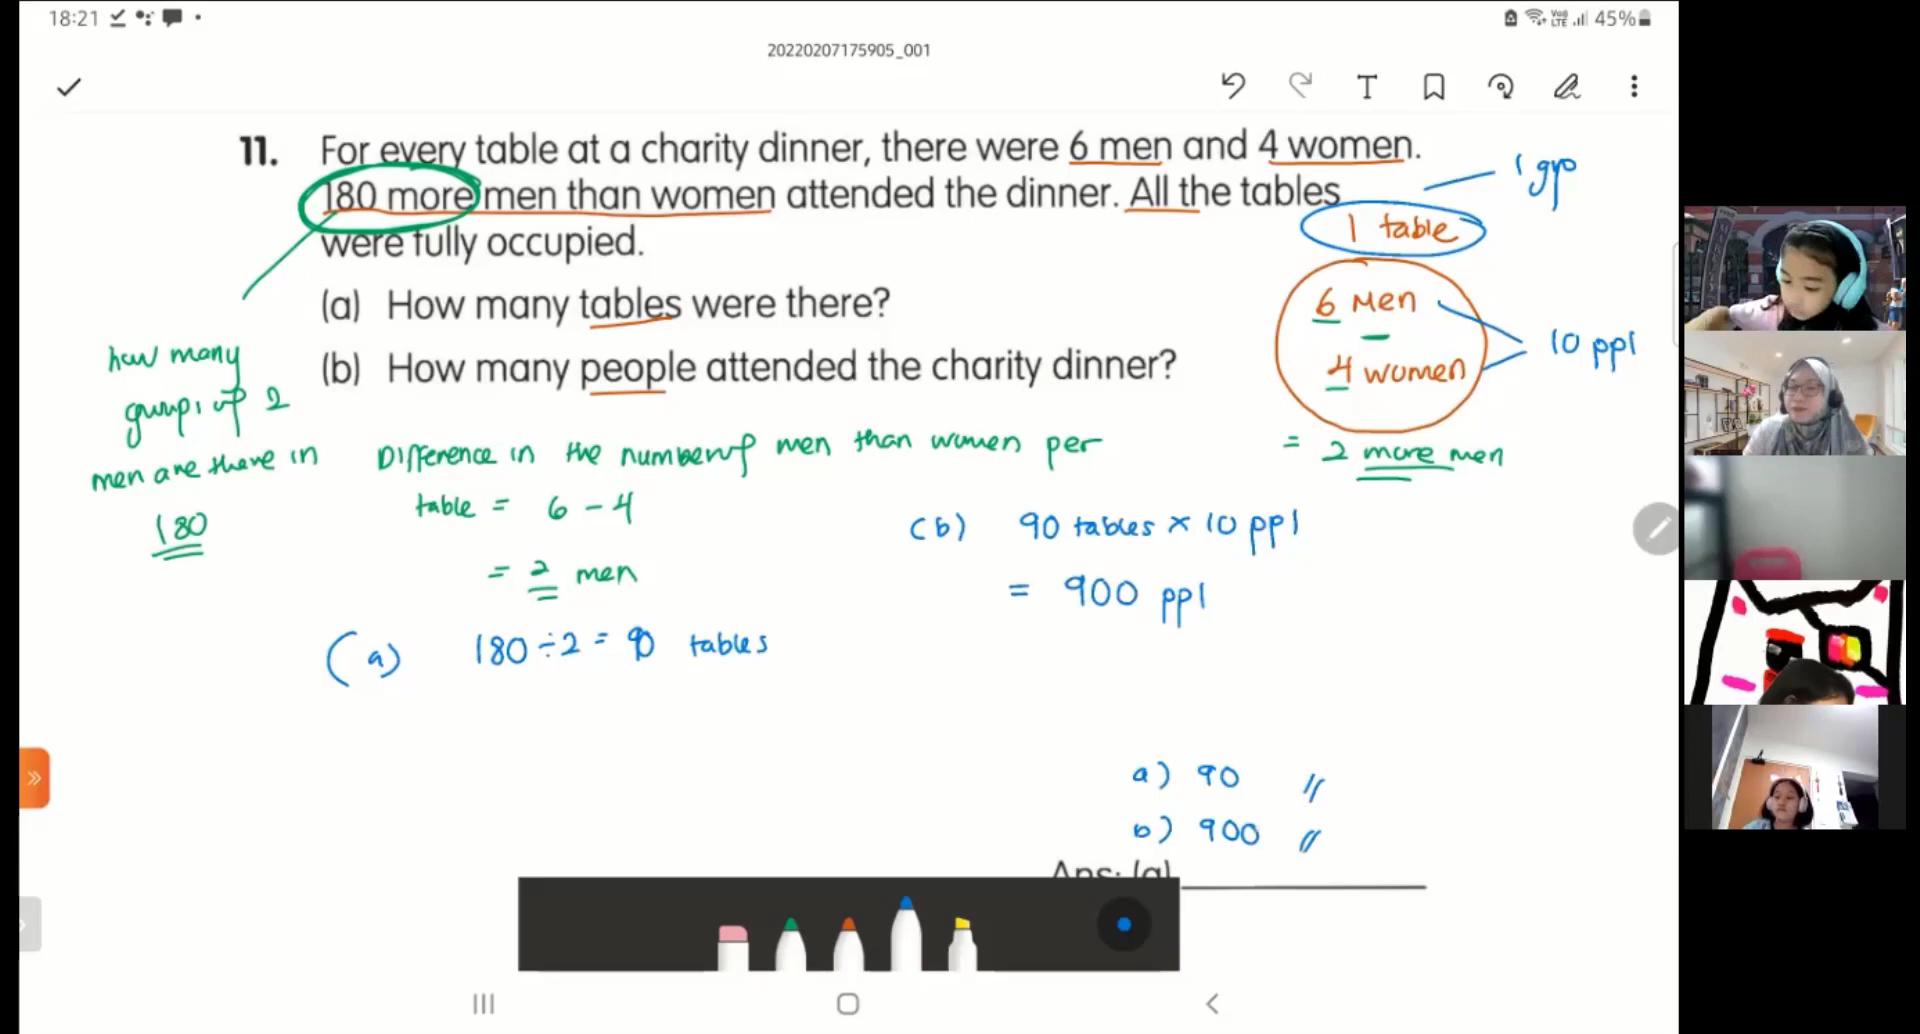 18:21
Vo) LTE 45%
20220207175905_001
T
11. For every table at a charity dinner, there were 6 men and 4 women.
180 more men than women attended the dinner. All the tables
were fully occupied.
(a) How many tables were there?
(b) How many people attended the charity dinner?
1 grp
1 table
6 Men
4 women
10 ppl
= 2 more men
how many
groups of 2
men are there in
180
Difference in the number of men than women per
table = 6 - 4
= 2 men
(a) 180 ÷ 2 = 90 tables
(b) 90 tables × 10 ppl
= 900 ppl
a) 90
b) 900
Ans: (a)